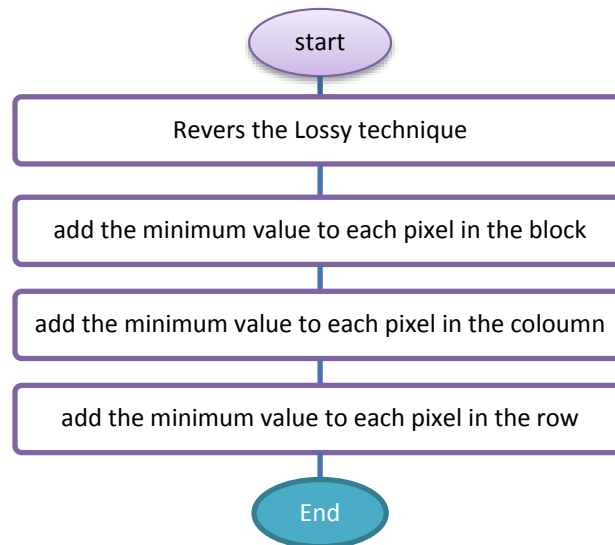 start
Revers the Lossy technique
add the minimum value to each pixel in the block
add the minimum value to each pixel in the coloumn
add the minimum value to each pixel in the row
End